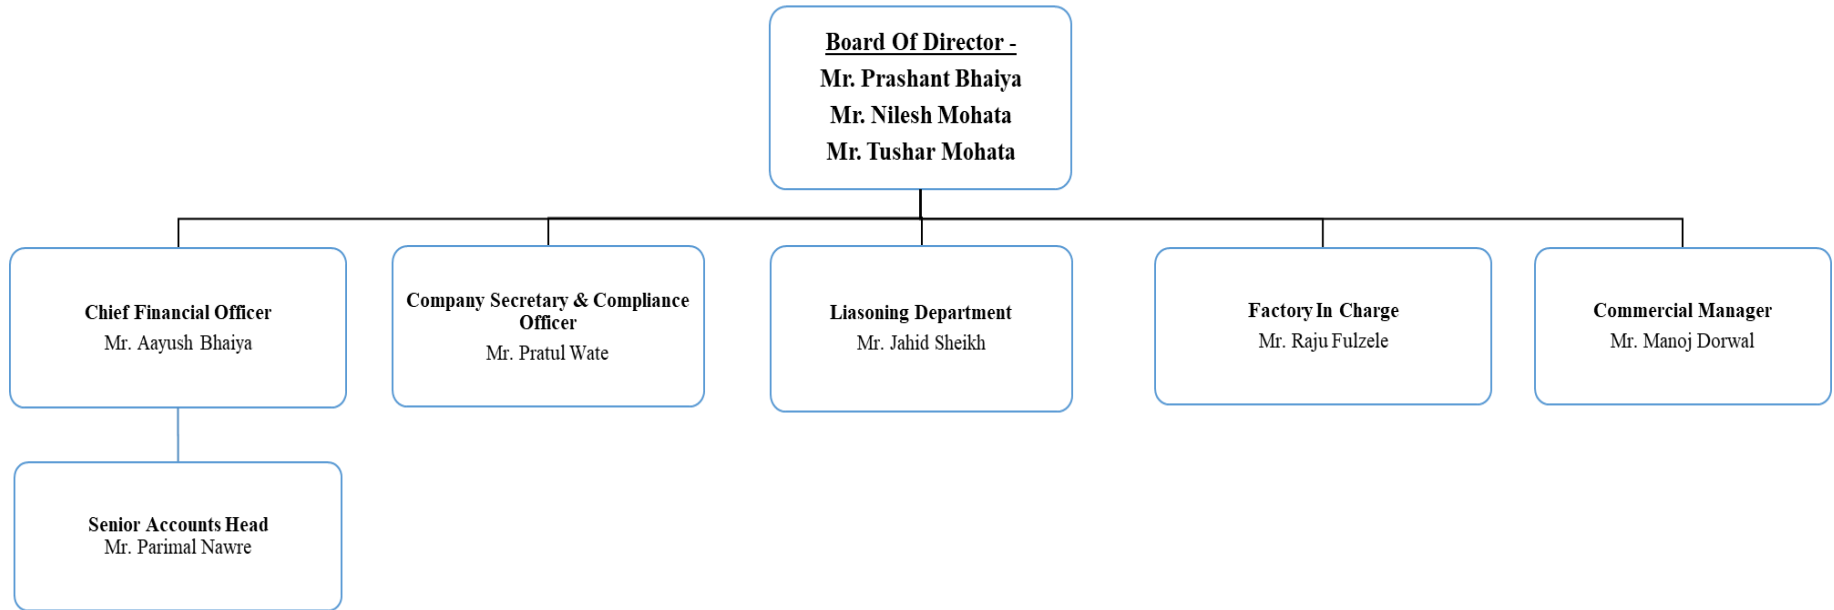 Board Of Director -
Mr. Prashant Bhaiya
Mr. Nilesh Mohata
Mr. Tushar Mohata
Chief Financial Officer
Mr. Aayush Bhaiya
Company Secretary & Compliance
Officer
Mr. Pratul Wate
Liasoning Department
Mr. Jahid Sheikh
Factory In Charge
Mr. Raju Fulzele
Commercial Manager
Mr. Manoj Dorwal
Senior Accounts Head
Mr. Parimal Nawre